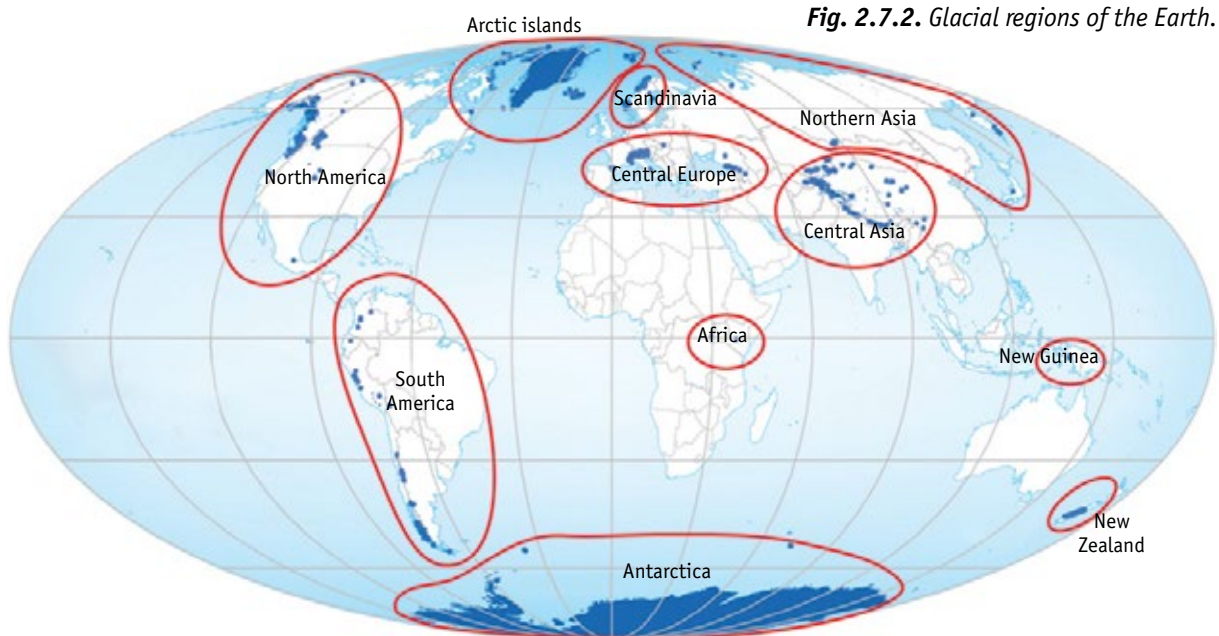 Fig. 2.7.2. Glacial regions of the Earth.
Arctic islands
Scandinavia
Northern Asia
North America
Central Europe
Central Asia
Africa
New Guinea
South
America
New
Zealand
Antarctica